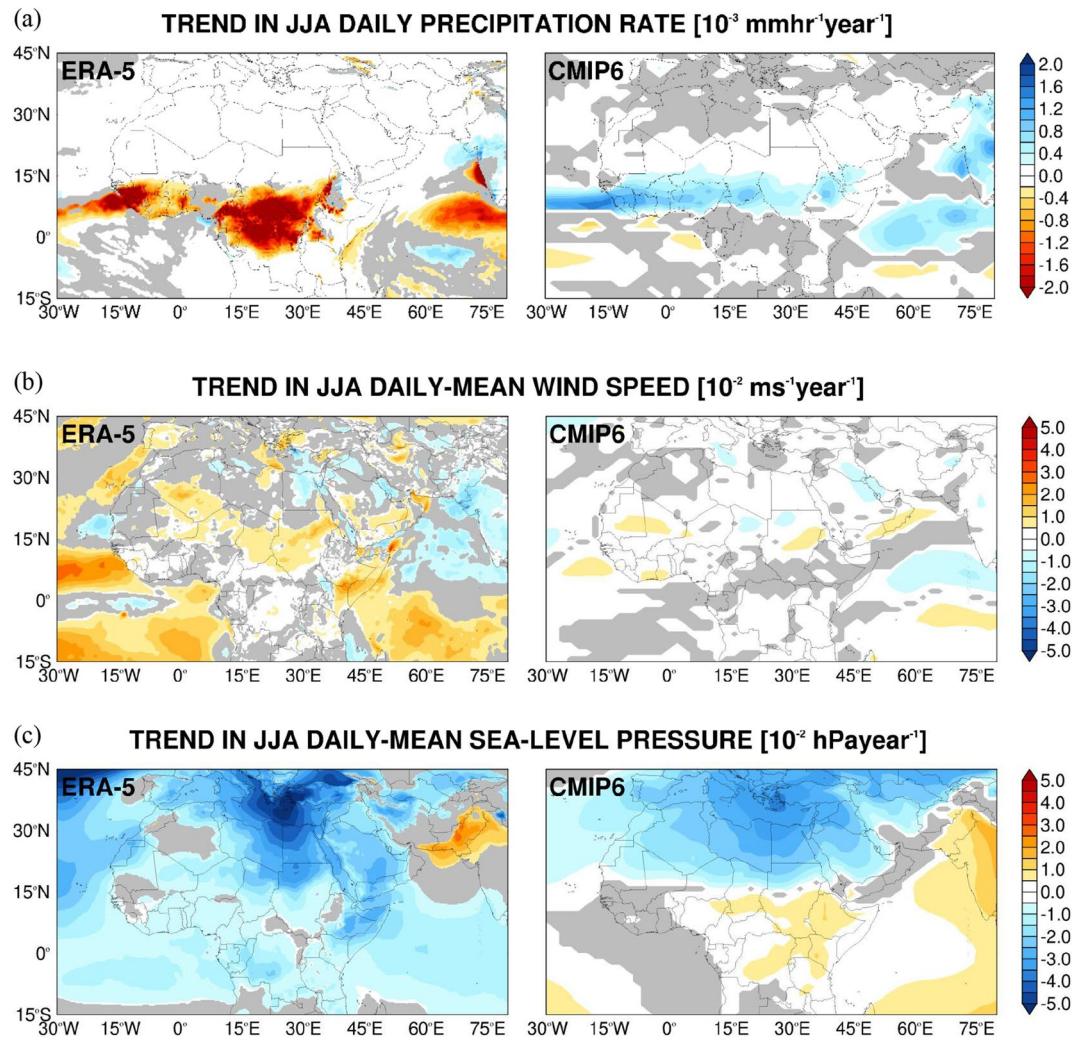 (a)
TREND IN JJA DAILY PRECIPITATION RATE [10⁻³ mmhr⁻¹year⁻¹]
ERA-5
CMIP6
45°N
30°N
15°N
0°
15°S
30°W 15°W 0° 15°E 30°E 45°E 60°E 75°E
30°W 15°W 0° 15°E 30°E 45°E 60°E 75°E
2.0
1.6
1.2
0.8
0.4
0.0
-0.4
-0.8
-1.2
-1.6
-2.0
(b)
TREND IN JJA DAILY-MEAN WIND SPEED [10⁻² ms⁻¹year⁻¹]
ERA-5
CMIP6
45°N
30°N
15°N
0°
15°S
30°W 15°W 0° 15°E 30°E 45°E 60°E 75°E
30°W 15°W 0° 15°E 30°E 45°E 60°E 75°E
5.0
4.0
3.0
2.0
1.0
0.0
-1.0
-2.0
-3.0
-4.0
-5.0
(c)
TREND IN JJA DAILY-MEAN SEA-LEVEL PRESSURE [10⁻² hPayear⁻¹]
ERA-5
CMIP6
45°N
30°N
15°N
0°
15°S
30°W 15°W 0° 15°E 30°E 45°E 60°E 75°E
30°W 15°W 0° 15°E 30°E 45°E 60°E 75°E
5.0
4.0
3.0
2.0
1.0
0.0
-1.0
-2.0
-3.0
-4.0
-5.0